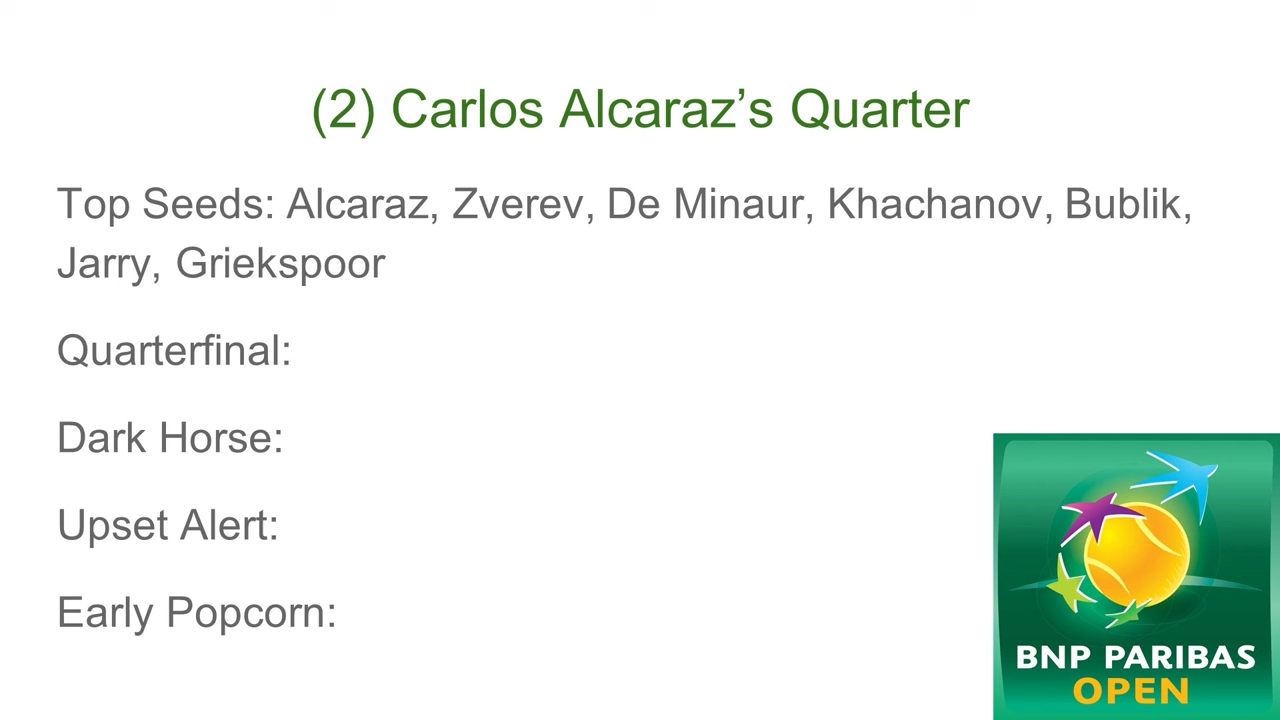 (2) Carlos Alcaraz’s Quarter
Top Seeds: Alcaraz, Zverev, De Minaur, Khachanov, Bublik,
Jarry, Griekspoor
Quarterfinal:
Dark Horse:
Upset Alert:
Early Popcorn:
BNP PARIBAS
OPEN